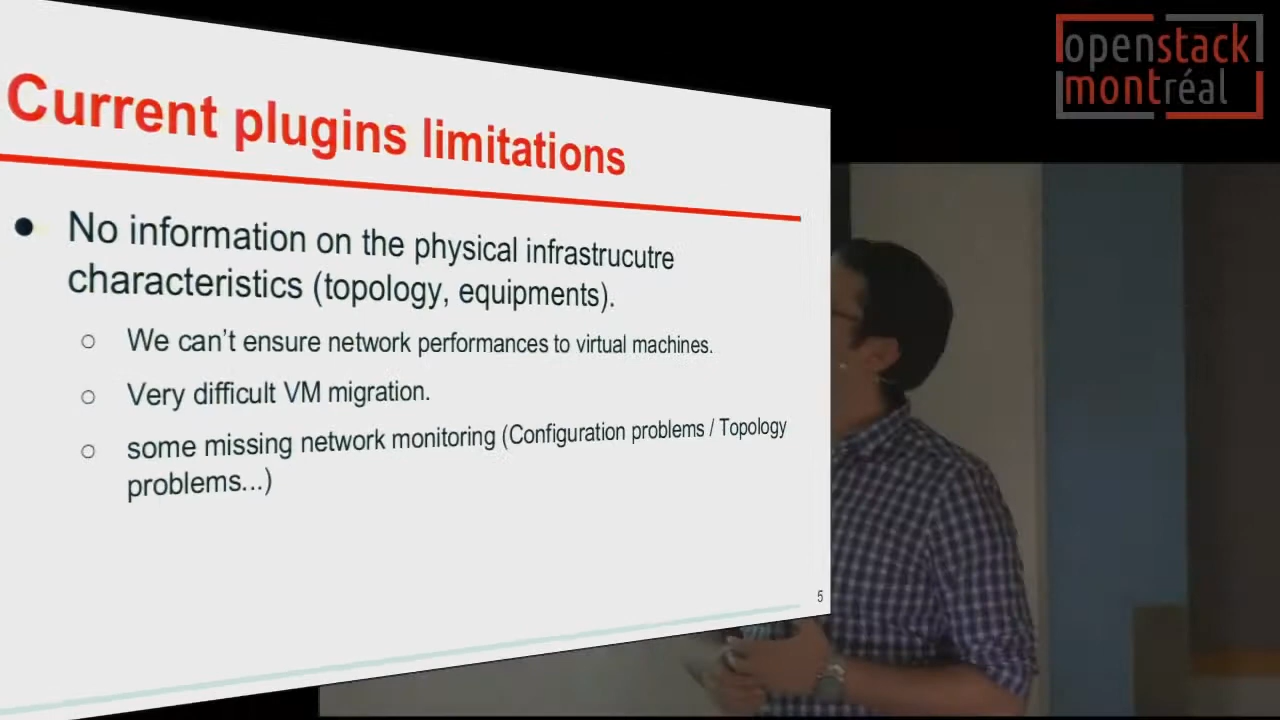 openstack
montréal
Current plugins limitations
● No information on the physical infrastrucutre
characteristics (topology, equipments).
○ We can't ensure network performances to virtual machines.
○ Very difficult VM migration.
○ some missing network monitoring (Configuration problems / Topology
problems...)
5